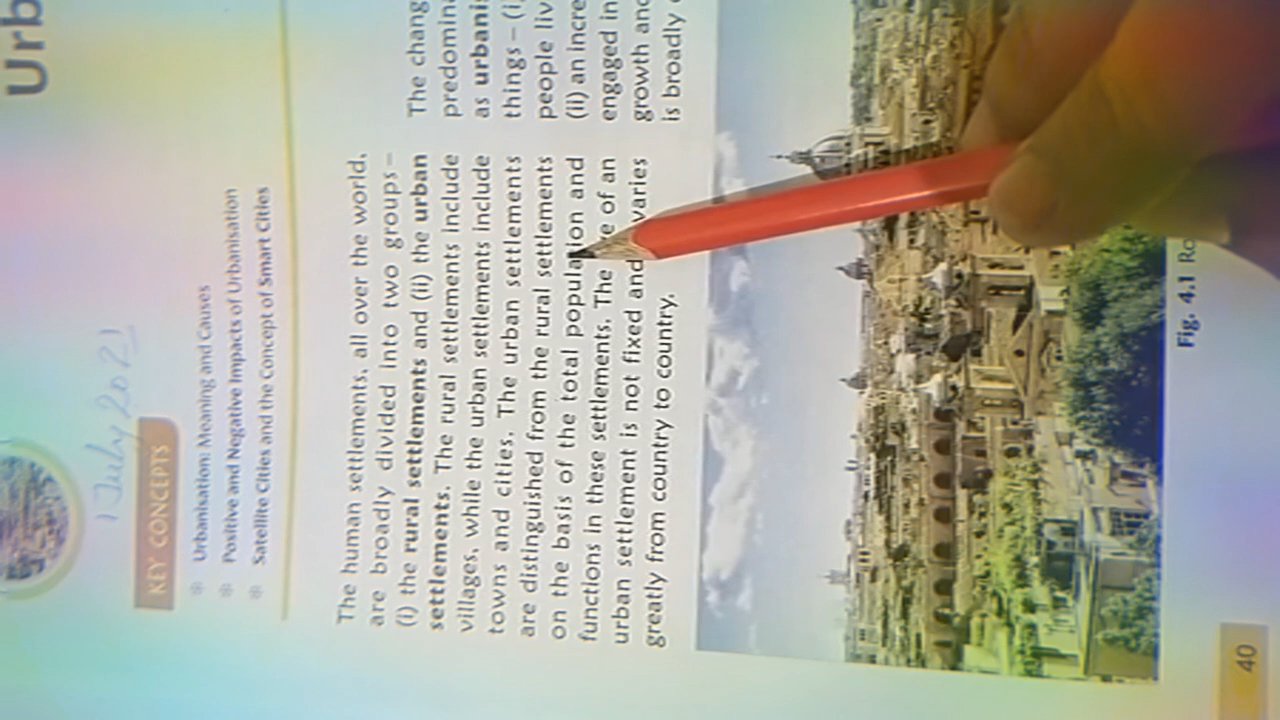 Urb
1 July 2021
KEY CONCEPTS
Urbanisation: Meaning and Causes
Positive and Negative Impacts of Urbanisation
Satellite Cities and the Concept of Smart Cities
The human settlements, all over the world,
are broadly divided into two groups –
(i) the rural settlements and (ii) the urban
settlements. The rural settlements include
villages, while the urban settlements include
towns and cities. The urban settlements
are distinguished from the rural settlements
on the basis of the total population and
functions in these settlements. The e of an
urban settlement is not fixed and varies
greatly from country to country.
The chang
predomina
as urbanis
things – (i
people liv
(ii) an incre
engaged in
growth and
is broadly
Fig. 4.1 Ro
40